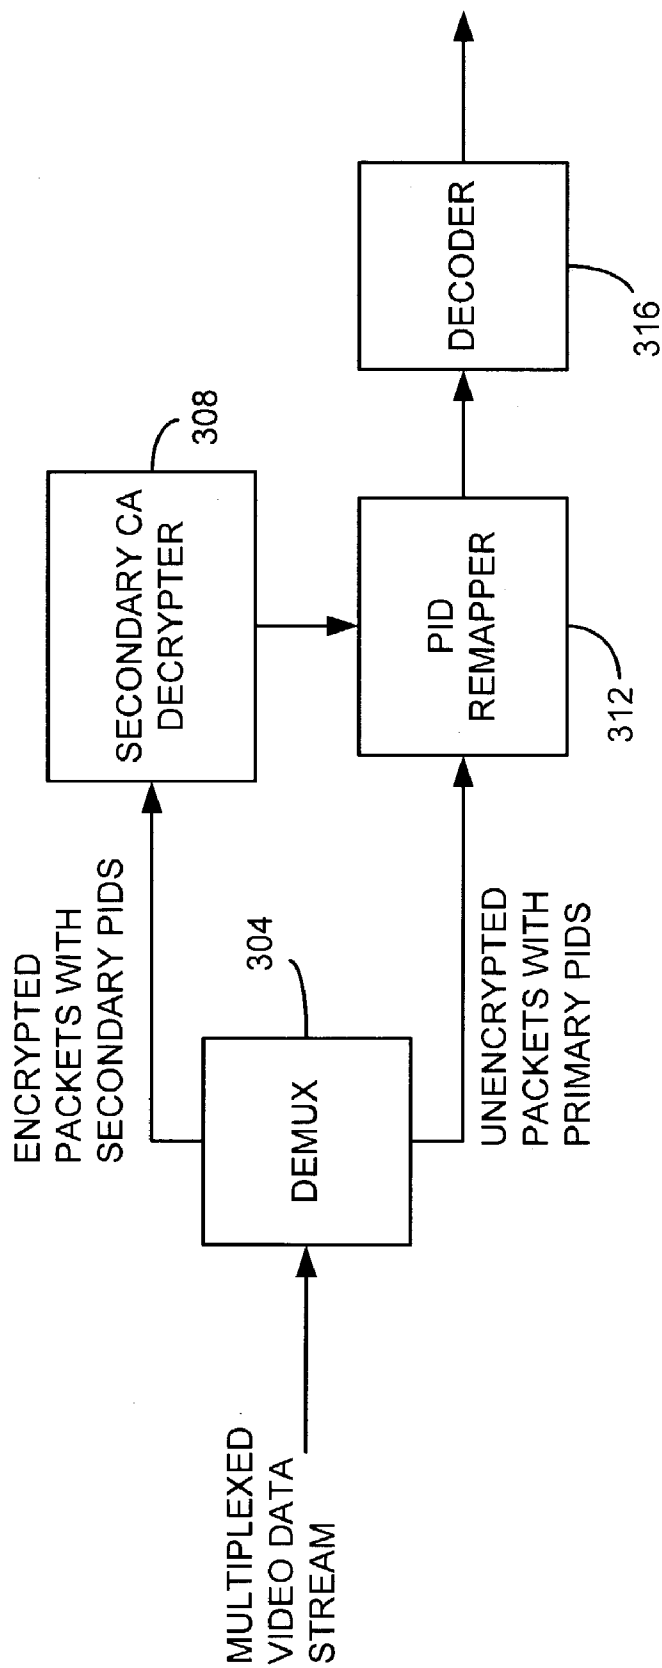 MULTIPLEXED
VIDEO DATA
STREAM
DEMUX
304
ENCRYPTED
PACKETS WITH
SECONDARY PIDS
UNENCRYPTED
PACKETS WITH
PRIMARY PIDS
SECONDARY CA
DECRYPTER
308
PID
REMAPPER
312
DECODER
316